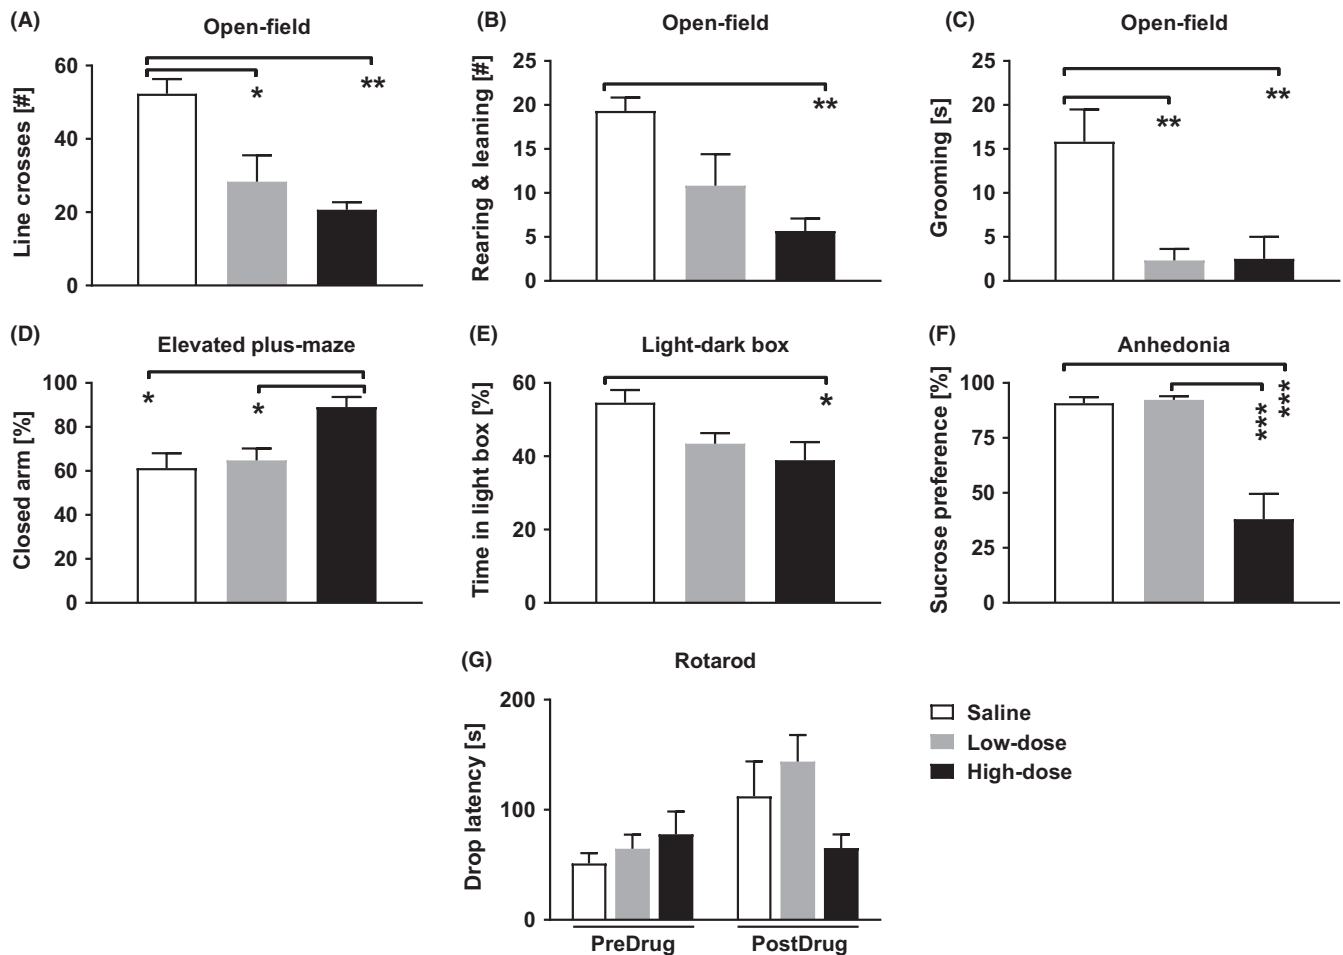 (A)
Open-field
Line crosses [#]
60
40
20
0
*
**
(B)
Open-field
Rearing & leaning [#]
25
20
15
10
5
0
**
(C)
Open-field
Grooming [s]
25
20
15
10
5
0
**
**
(D)
Elevated plus-maze
Closed arm [%]
100
80
60
40
20
0
*
*
(E)
Light-dark box
Time in light box [%]
60
40
20
0
*
(F)
Anhedonia
Sucrose preference [%]
100
75
50
25
0
***
***
(G)
Rotarod
Drop latency [s]
200
100
0
PreDrug
PostDrug
Saline
Low-dose
High-dose